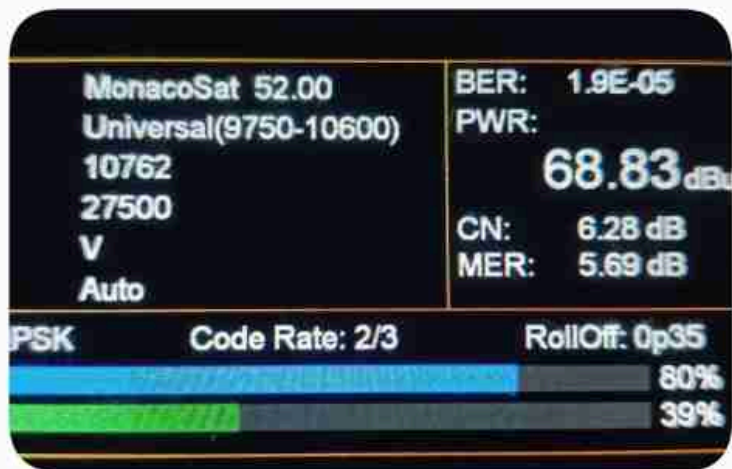 MonacoSat 52.00
Universal(9750-10600)
10762
27500
V
Auto
BER: 1.9E-05
PWR:
68.83 dBu
CN: 6.28 dB
MER: 5.69 dB
PSK Code Rate: 2/3 RollOff: 0p35
80%
39%